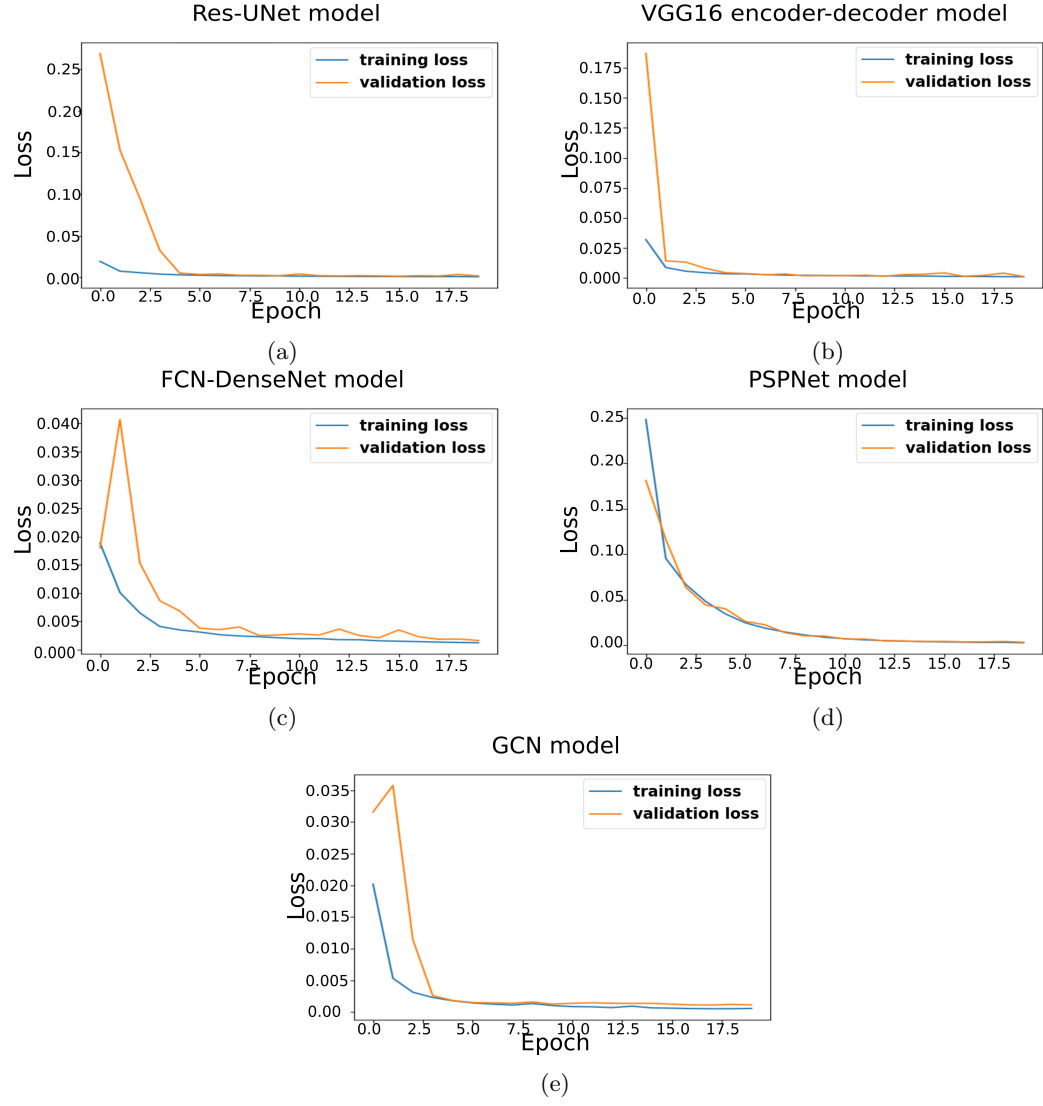 Res-UNet model
training loss
validation loss
0.25
0.20
0.15
0.10
0.05
0.00
Loss
0.0 2.5 5.0 7.5 10.0 12.5 15.0 17.5
Epoch
(a)
VGG16 encoder-decoder model
training loss
validation loss
0.175
0.150
0.125
0.100
0.075
0.050
0.025
0.000
Loss
0.0 2.5 5.0 7.5 10.0 12.5 15.0 17.5
Epoch
(b)
FCN-DenseNet model
training loss
validation loss
0.040
0.035
0.030
0.025
0.020
0.015
0.010
0.005
0.000
Loss
0.0 2.5 5.0 7.5 10.0 12.5 15.0 17.5
Epoch
(c)
PSPNet model
training loss
validation loss
0.25
0.20
0.15
0.10
0.05
0.00
Loss
0.0 2.5 5.0 7.5 10.0 12.5 15.0 17.5
Epoch
(d)
GCN model
training loss
validation loss
0.035
0.030
0.025
0.020
0.015
0.010
0.005
0.000
Loss
0.0 2.5 5.0 7.5 10.0 12.5 15.0 17.5
Epoch
(e)